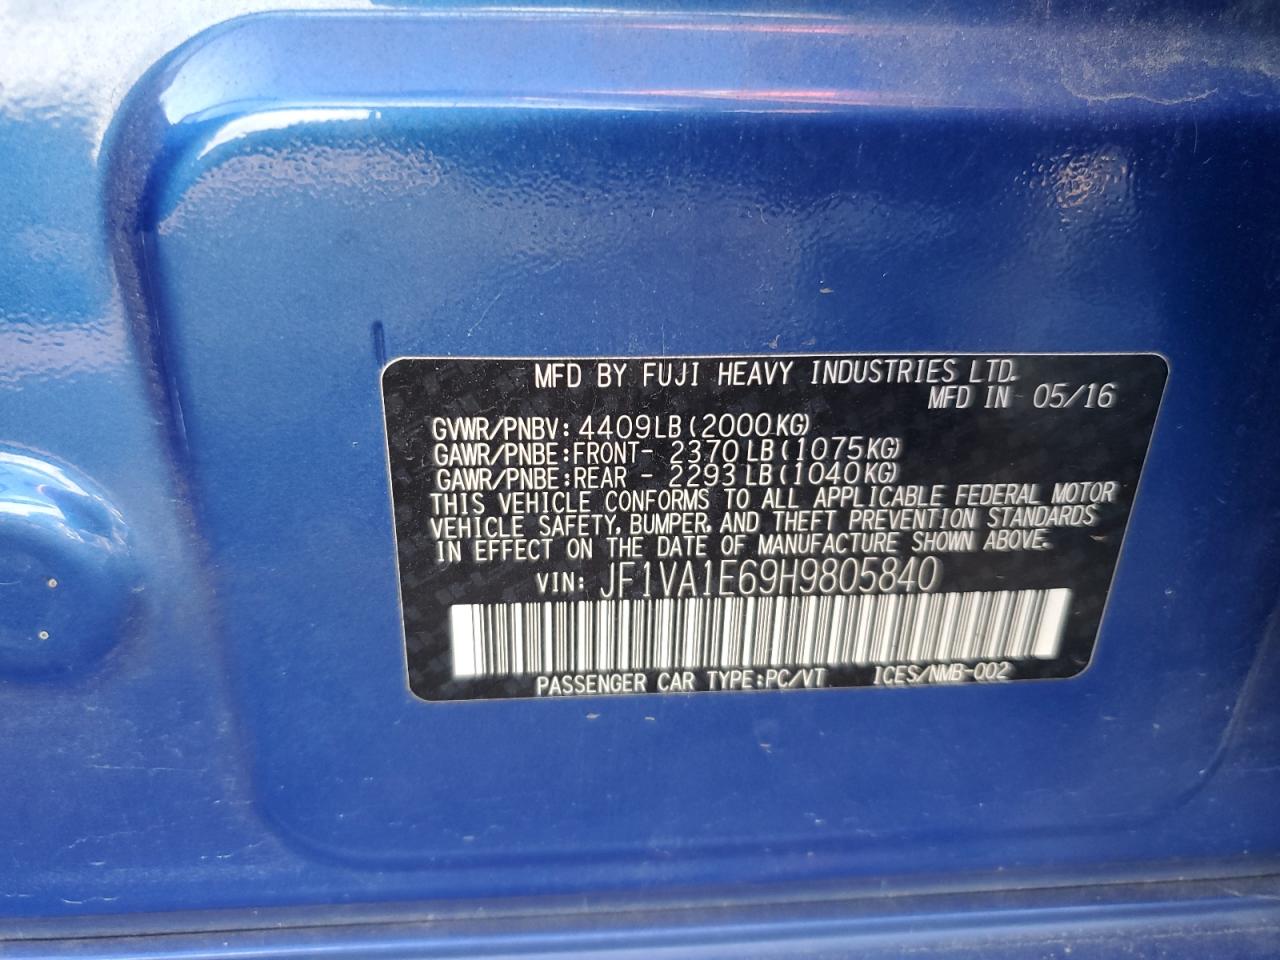 MFD BY FUJI HEAVY INDUSTRIES LTD.
MFD IN 05/16
GVWR/PNBV: 4409LB(2000KG)
GAWR/PNBE:FRONT- 2370LB(1075KG)
GAWR/PNBE:REAR - 2293LB(1040KG)
THIS VEHICLE CONFORMS TO ALL APPLICABLE FEDERAL MOTOR
VEHICLE SAFETY, BUMPER, AND THEFT PREVENTION STANDARDS
IN EFFECT ON THE DATE OF MANUFACTURE SHOWN ABOVE.
VIN: JF1VA1E69H9805840
PASSENGER CAR TYPE:PC/VT ICES/NMB-002